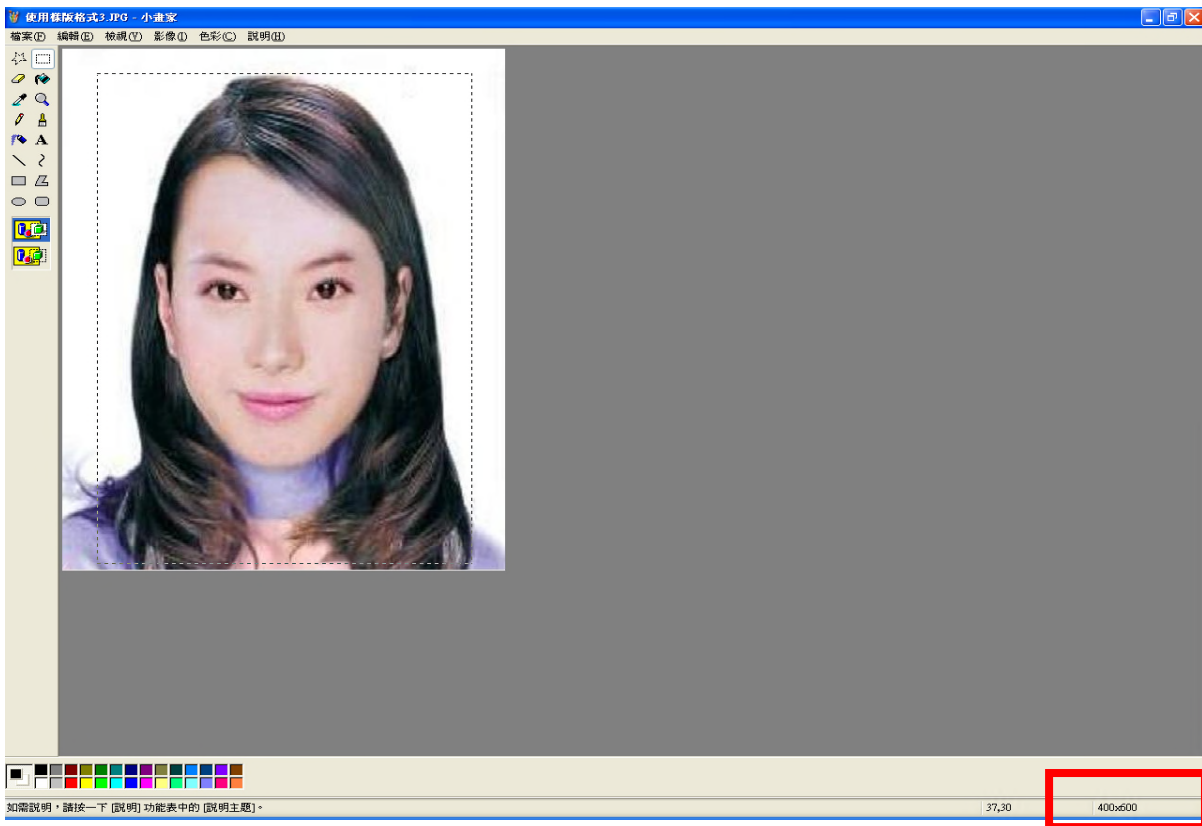 使用樣版格式3.JPG - 小畫家
檔案(F) 編輯(E) 檢視(V) 影像(I) 色彩(C) 說明(H)
A
如需說明，請按一下 [說明] 功能表中的 [說明主題]。
37,30
400x600